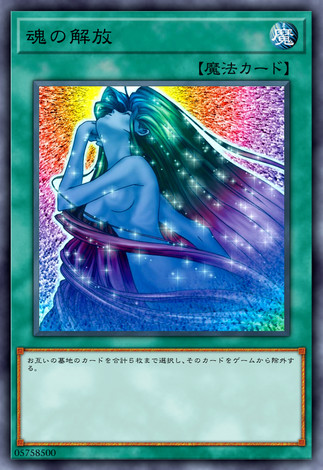 魂の解放
魔
【魔法カード】
お互いの墓地のカードを合計５枚まで選択し、そのカードをゲームから除外す
る。
05758500